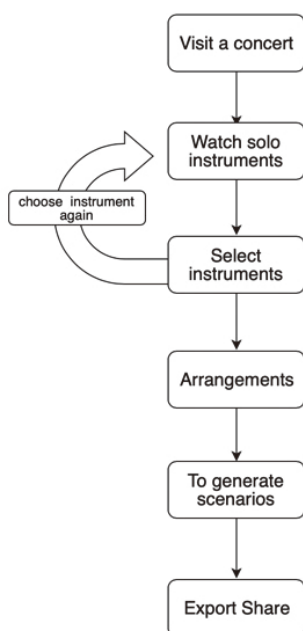 Visit a concert
Watch solo
instruments
choose instrument
again
Select
instruments
Arrangements
To generate
scenarios
Export Share